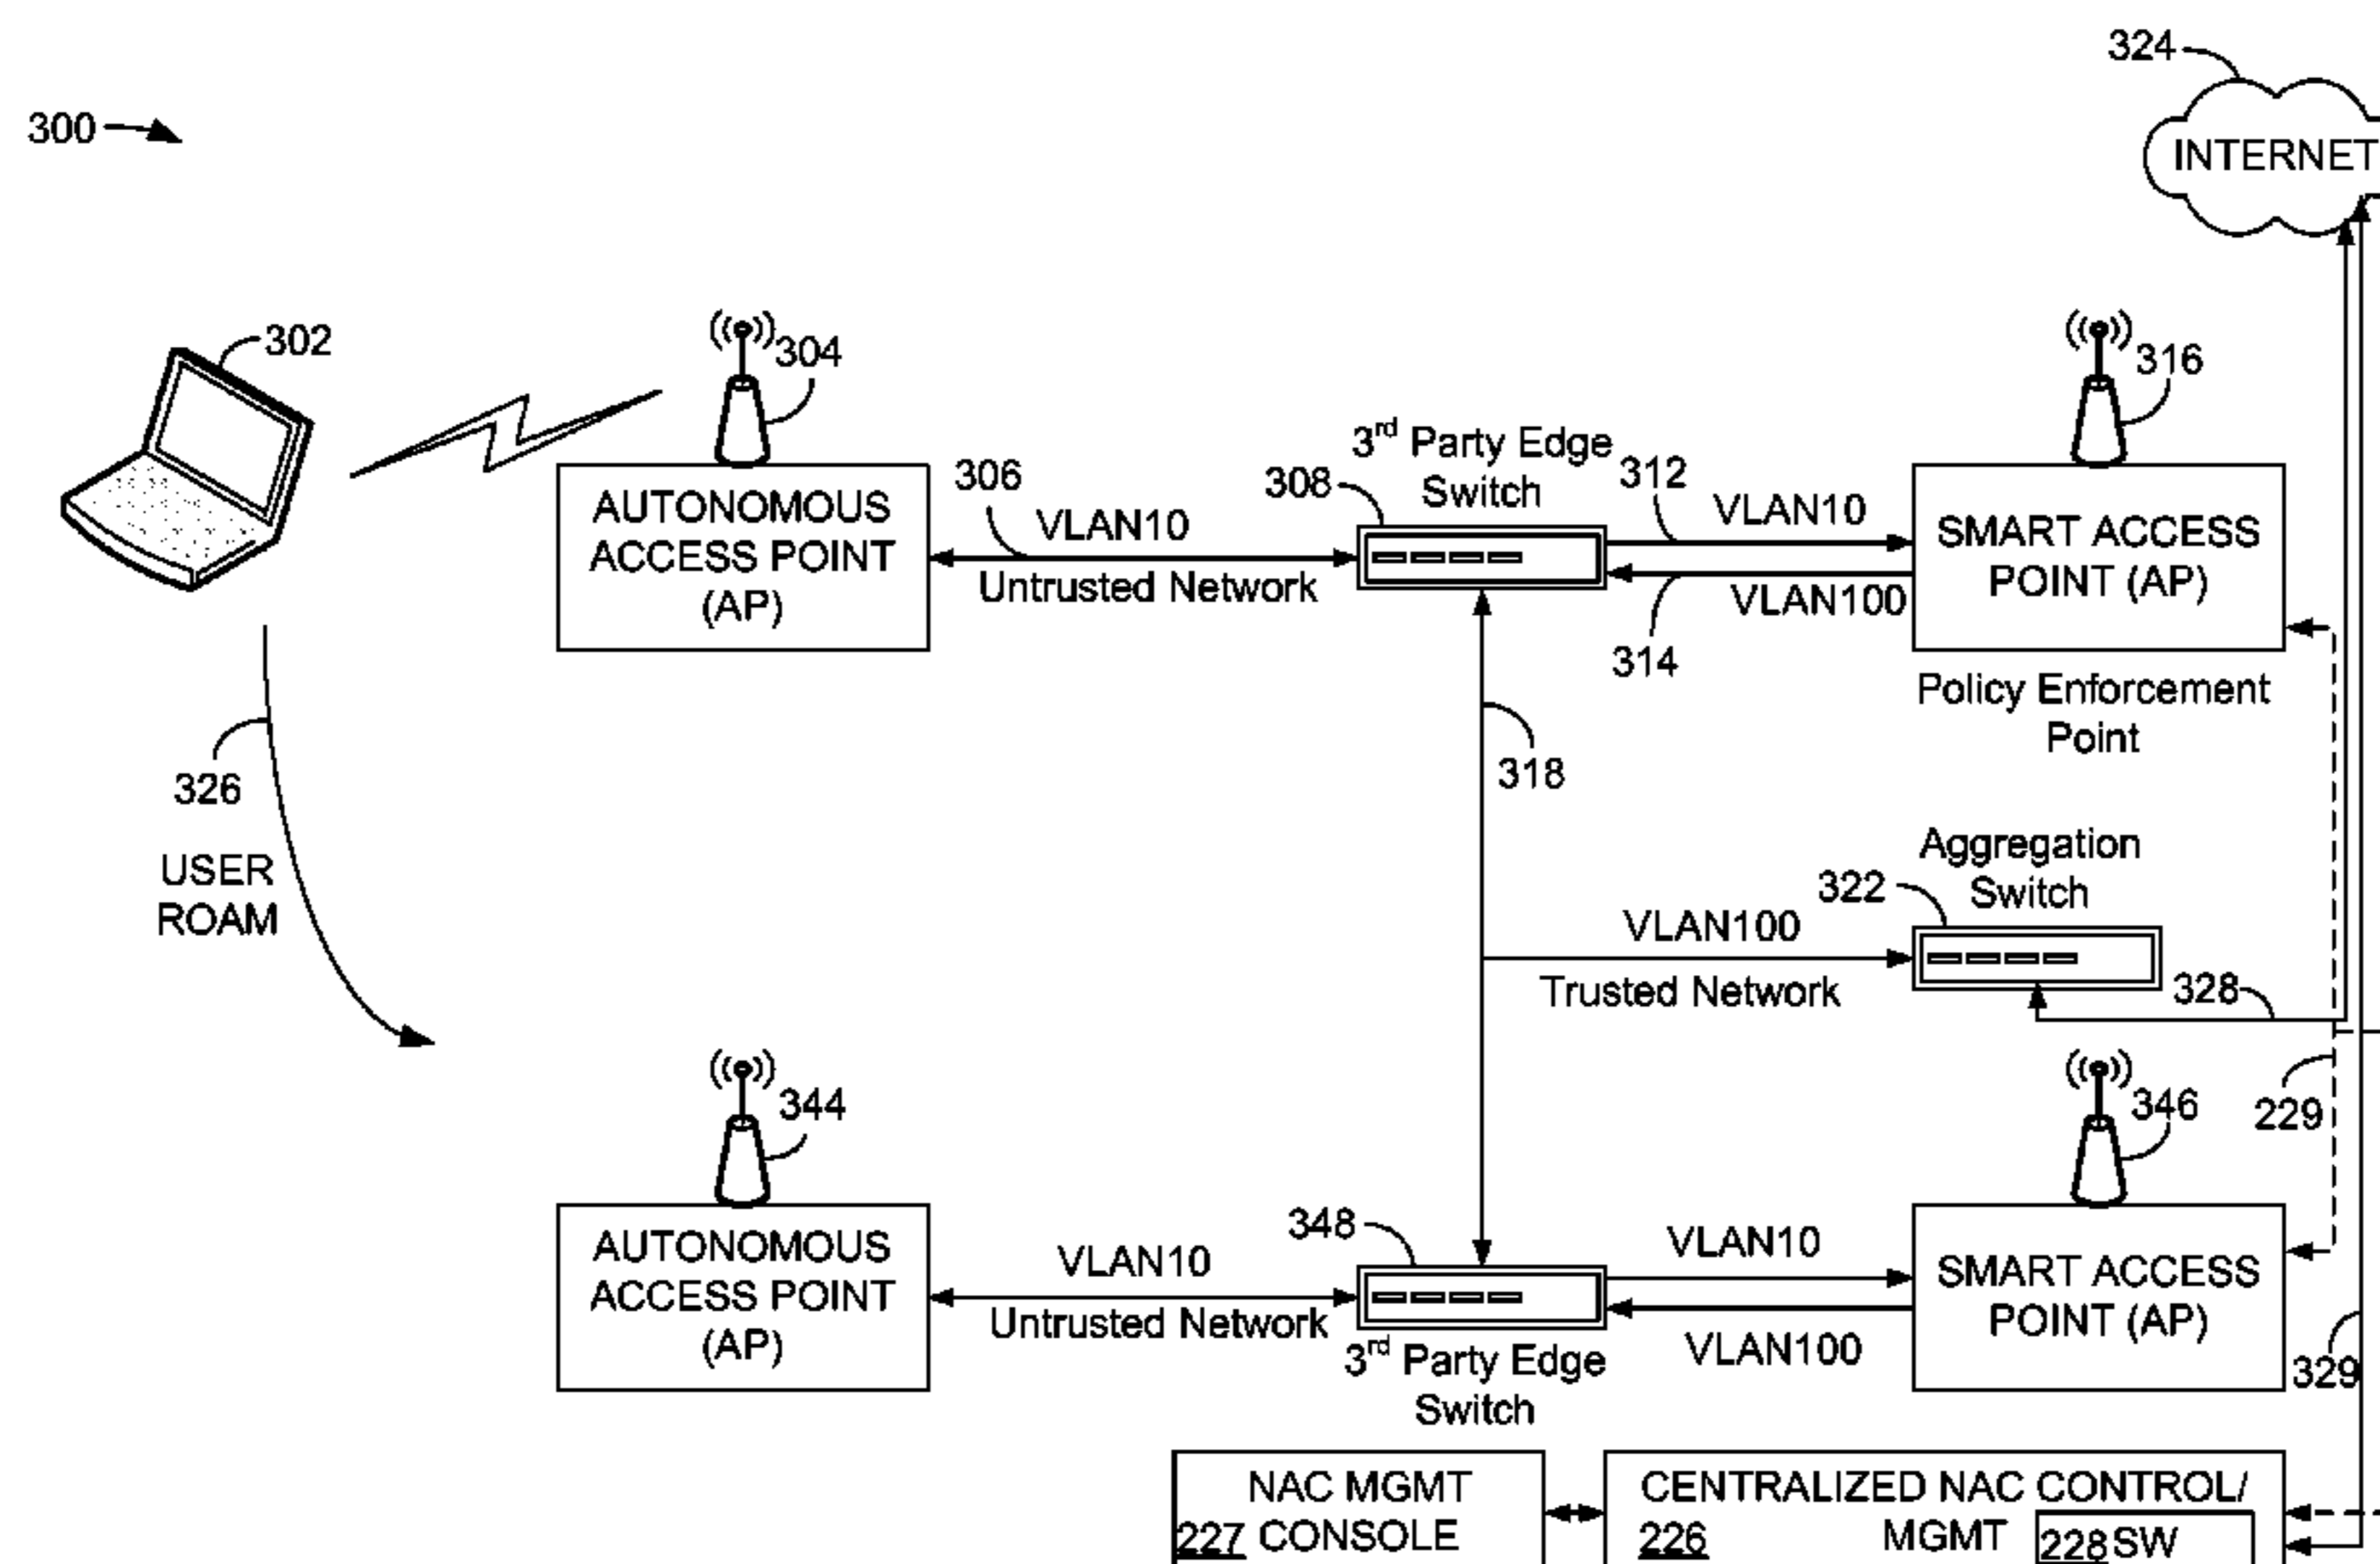 324
300
INTERNET
302
304
316
3rd Party Edge
Switch
306
308
312
VLAN10
VLAN10
AUTONOMOUS
ACCESS POINT
(AP)
SMART ACCESS
POINT (AP)
Untrusted Network
VLAN100
314
Policy Enforcement
Point
318
326
USER
ROAM
Aggregation
Switch
322
VLAN100
Trusted Network
328
344
346
229
348
VLAN10
VLAN10
AUTONOMOUS
ACCESS POINT
(AP)
SMART ACCESS
POINT (AP)
Untrusted Network
3rd Party Edge
Switch
VLAN100
329
NAC MGMT
227 CONSOLE
CENTRALIZED NAC CONTROL/
226 MGMT 228 SW